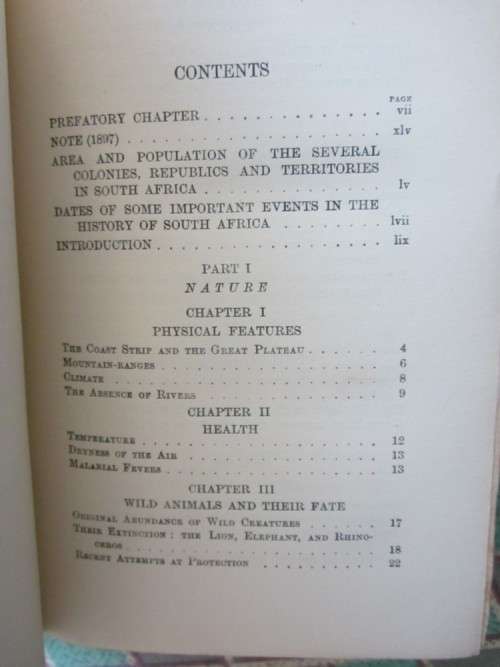 CONTENTS
PAGE
PREFATORY CHAPTER . . . . . . . . . . . . . vii
NOTE (1897) . . . . . . . . . . . . . . . . . xlv
AREA AND POPULATION OF THE SEVERAL
COLONIES, REPUBLICS AND TERRITORIES
IN SOUTH AFRICA . . . . . . . . . . . . . lv
DATES OF SOME IMPORTANT EVENTS IN THE
HISTORY OF SOUTH AFRICA . . . . . . . lvii
INTRODUCTION . . . . . . . . . . . . . . . . lix
PART I
NATURE
CHAPTER I
PHYSICAL FEATURES
THE COAST STRIP AND THE GREAT PLATEAU . . . . . . 4
MOUNTAIN-RANGES . . . . . . . . . . . . . . . . 6
CLIMATE . . . . . . . . . . . . . . . . . . . . 8
THE ABSENCE OF RIVERS . . . . . . . . . . . . . 9
CHAPTER II
HEALTH
TEMPERATURE . . . . . . . . . . . . . . . . . . 12
DRYNESS OF THE AIR . . . . . . . . . . . . . . 13
MALARIAL FEVERS . . . . . . . . . . . . . . . . 13
CHAPTER III
WILD ANIMALS AND THEIR FATE
ORIGINAL ABUNDANCE OF WILD CREATURES . . . . . . 17
THEIR EXTINCTION : THE LION, ELEPHANT, AND RHINO-
CEROS . . . . . . . . . . . . . . . . . . . 18
RECENT ATTEMPTS AT PROTECTION . . . . . . . . . 22